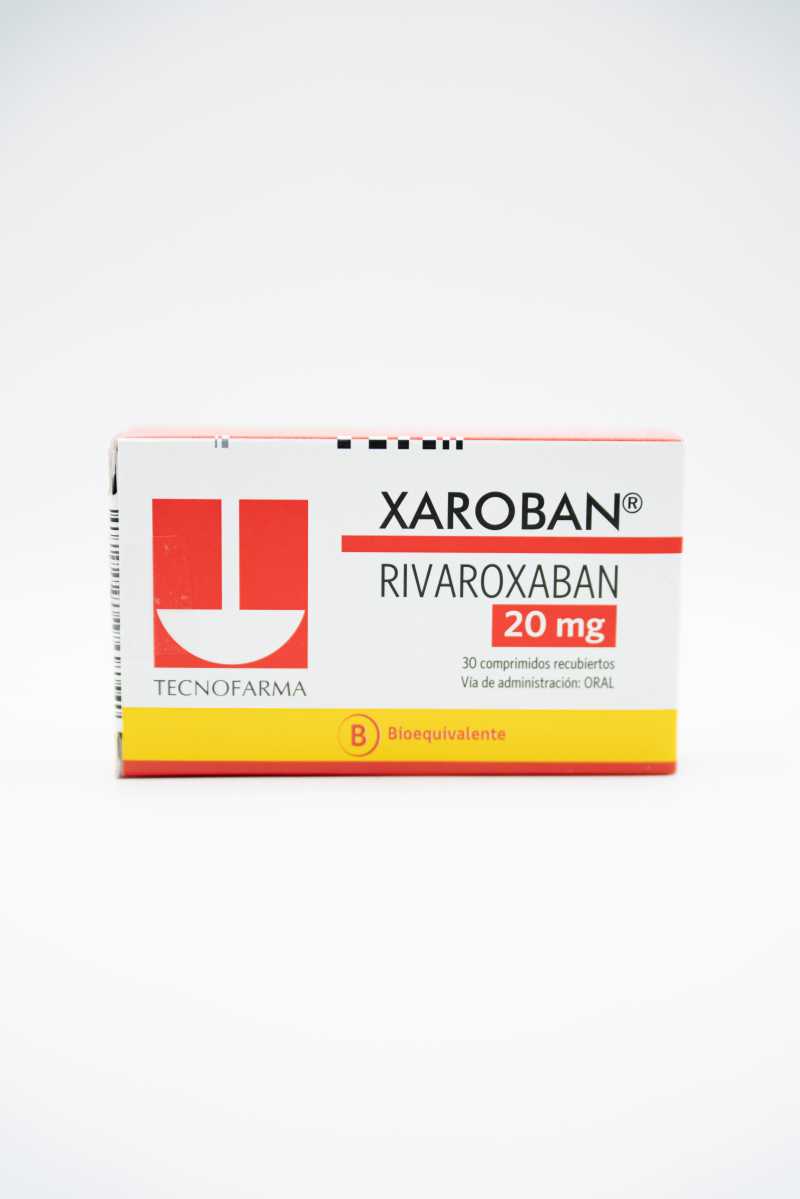 XAROBAN®
RIVAROXABAN
20 mg
30 comprimidos recubiertos
Vía de administración: ORAL
TECNOFARMA
B Bioequivalente